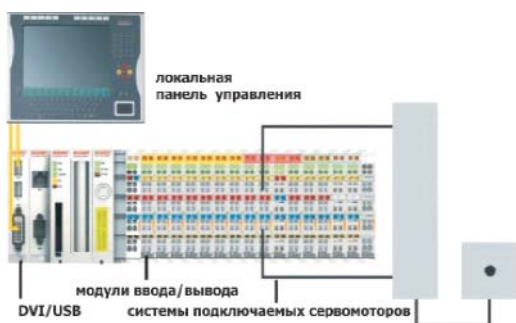 локальная
панель управления
модули ввода/вывода
DVI/USB
системы подключаемых сервомоторов